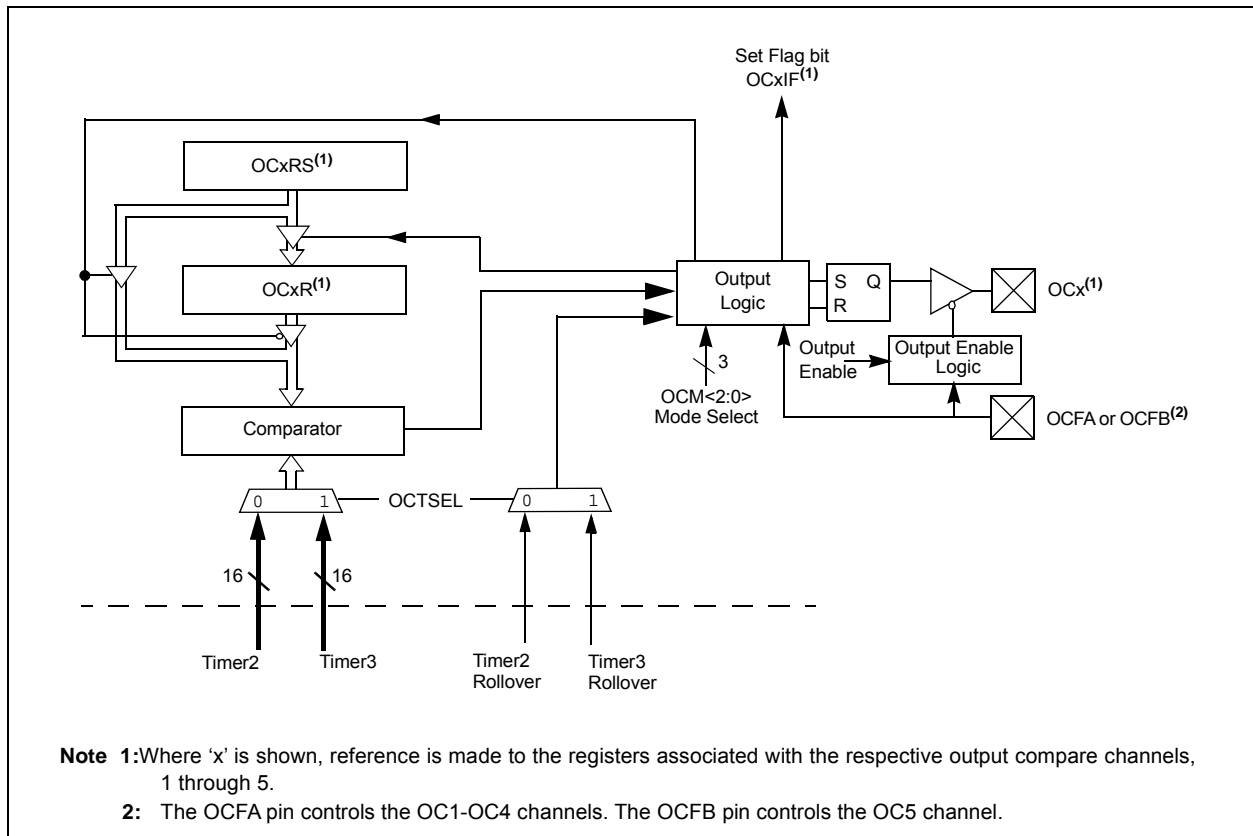 Set Flag bit
OCxIF(1)
OCxRS(1)
OCxR(1)
Output
Logic
S Q
R
OCx(1)
Output
Enable
Output Enable
Logic
3
OCM<2:0>
Mode Select
OCFA or OCFB(2)
Comparator
0 1
OCTSEL
0 1
16
16
Timer2
Timer3
Timer2
Rollover
Timer3
Rollover
Note 1:Where ‘x’ is shown, reference is made to the registers associated with the respective output compare channels,
1 through 5.
2: The OCFA pin controls the OC1-OC4 channels. The OCFB pin controls the OC5 channel.